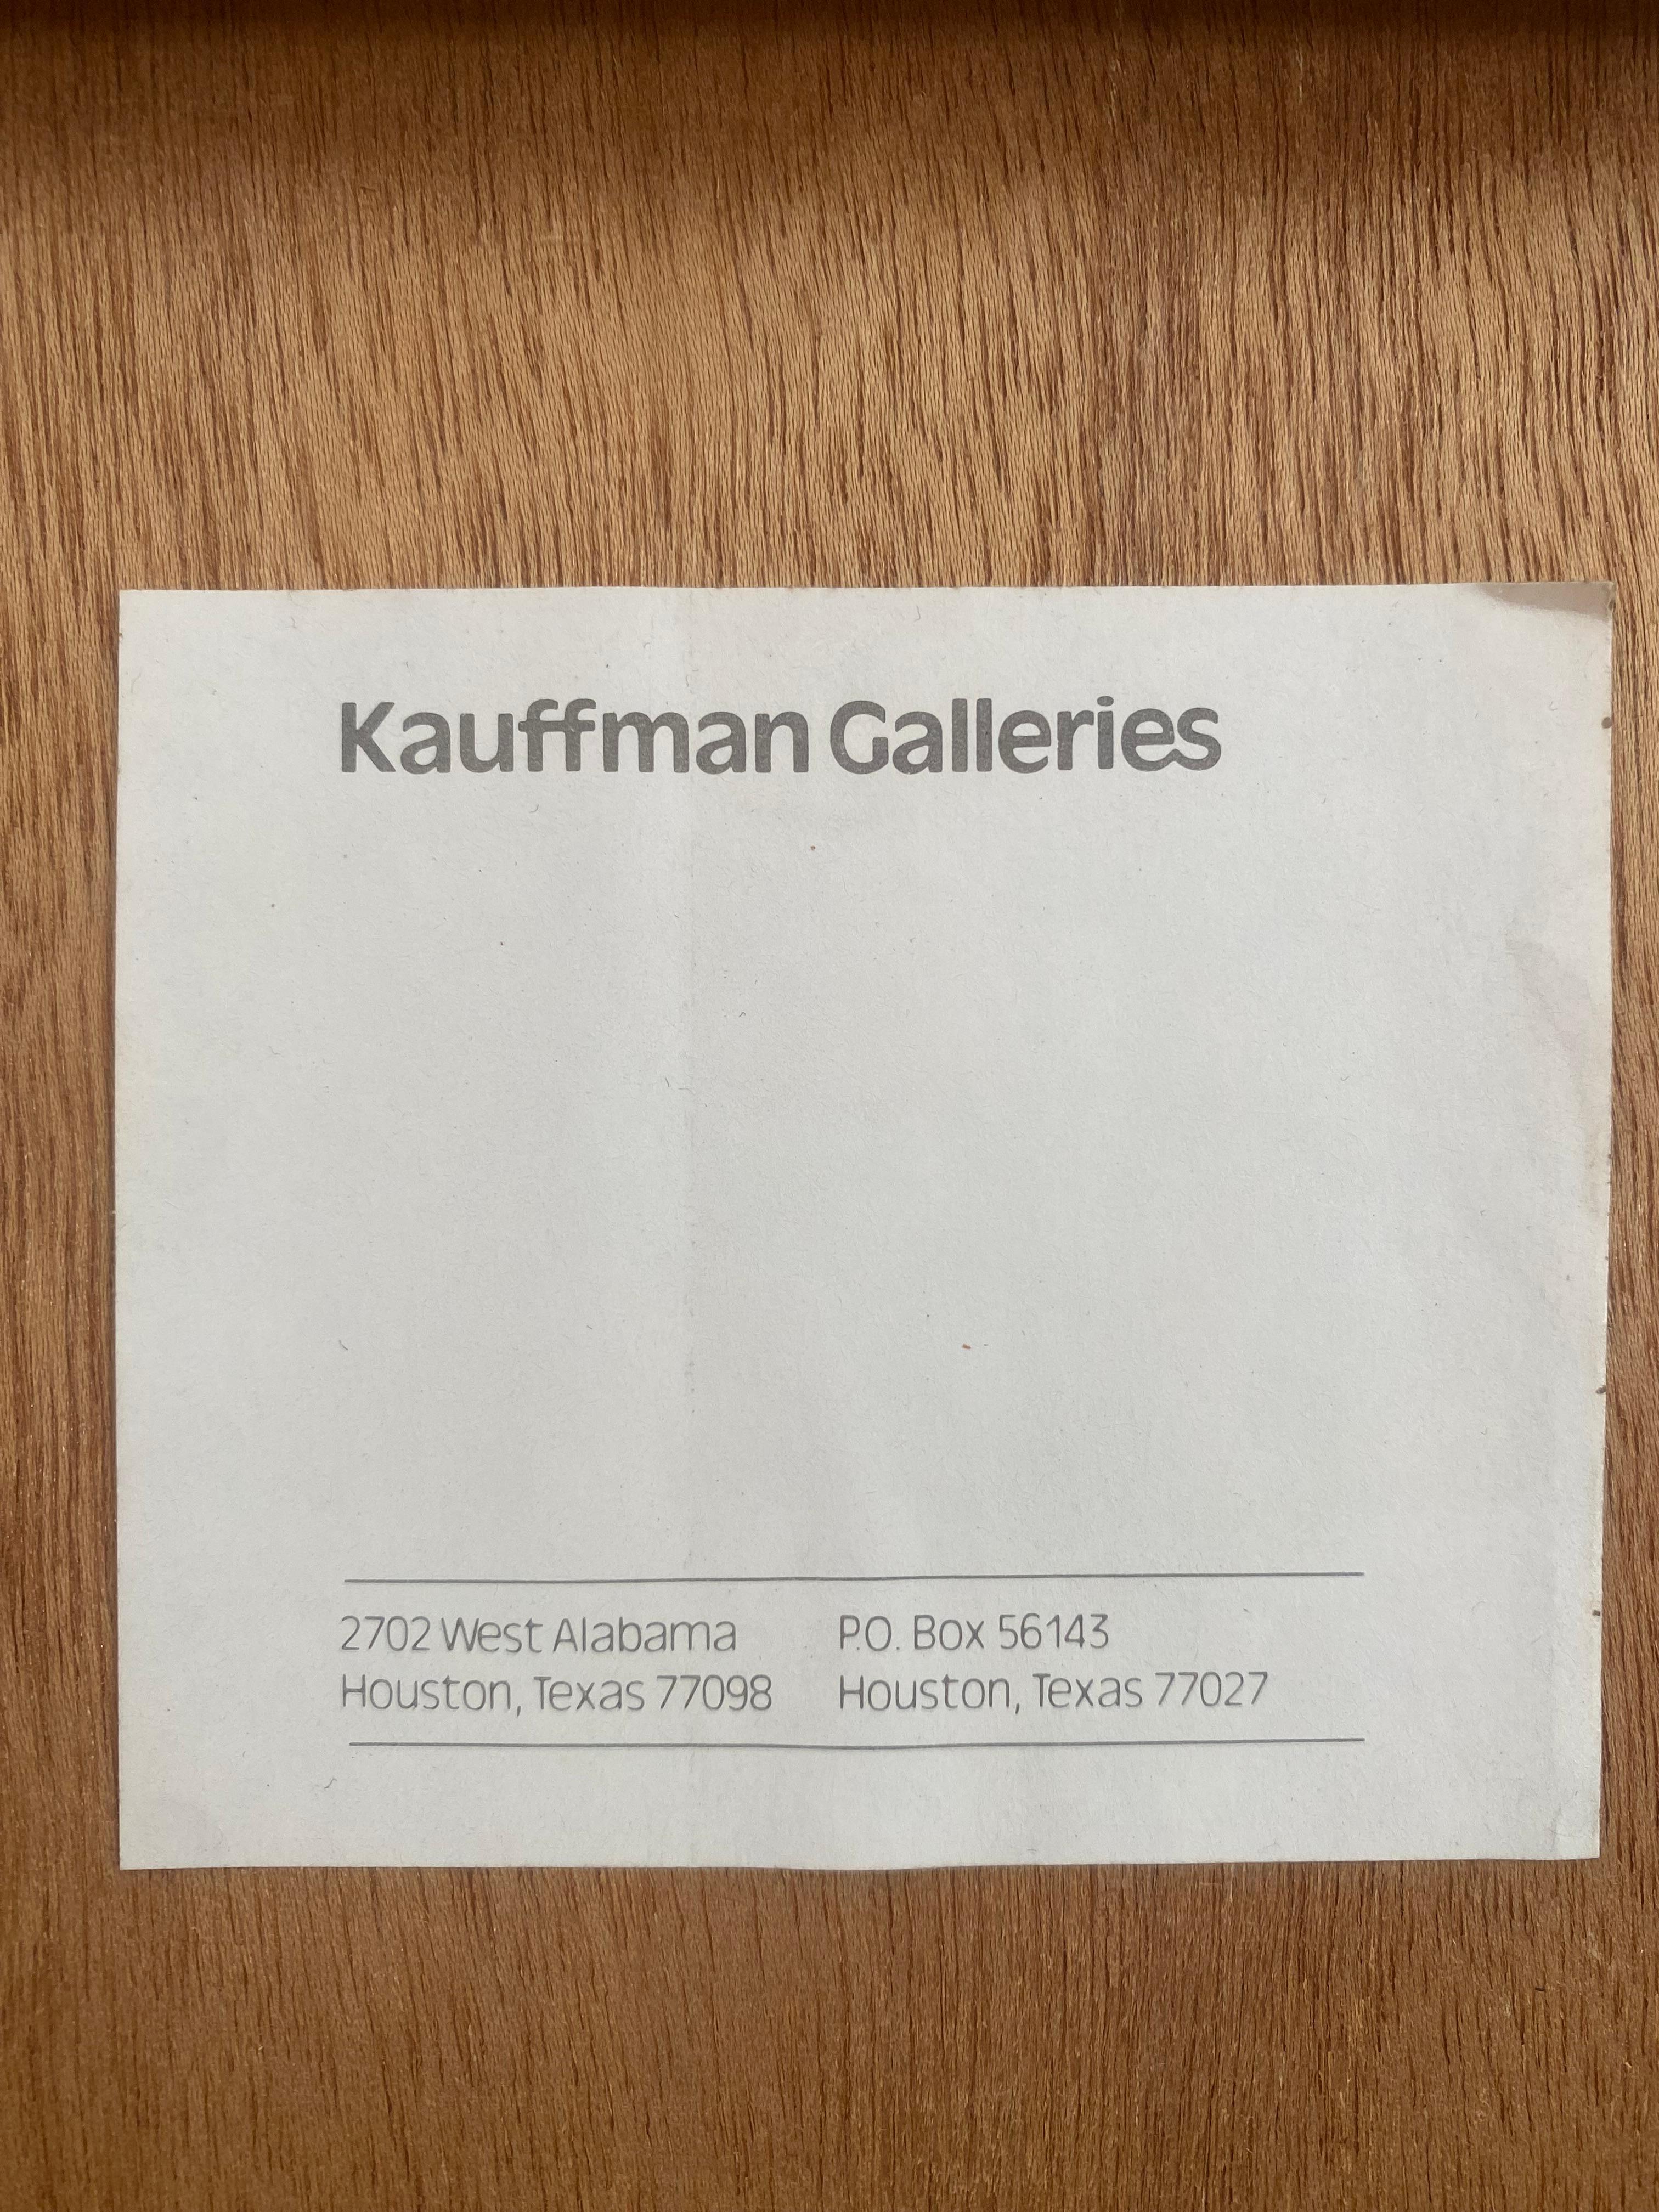 Kauffman Galleries
2702 West Alabama
Houston, Texas 77098
P.O. Box 56143
Houston, Texas 77027